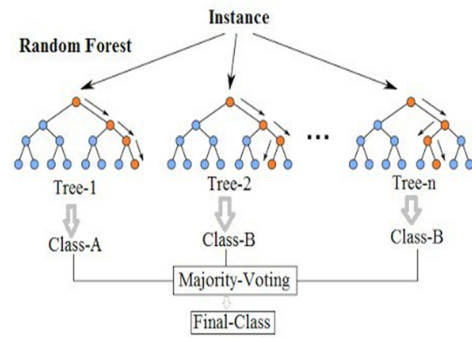 Instance
Random Forest
...
Tree-1
Tree-2
Tree-n
Class-A
Class-B
Class-B
Majority-Voting
Final-Class